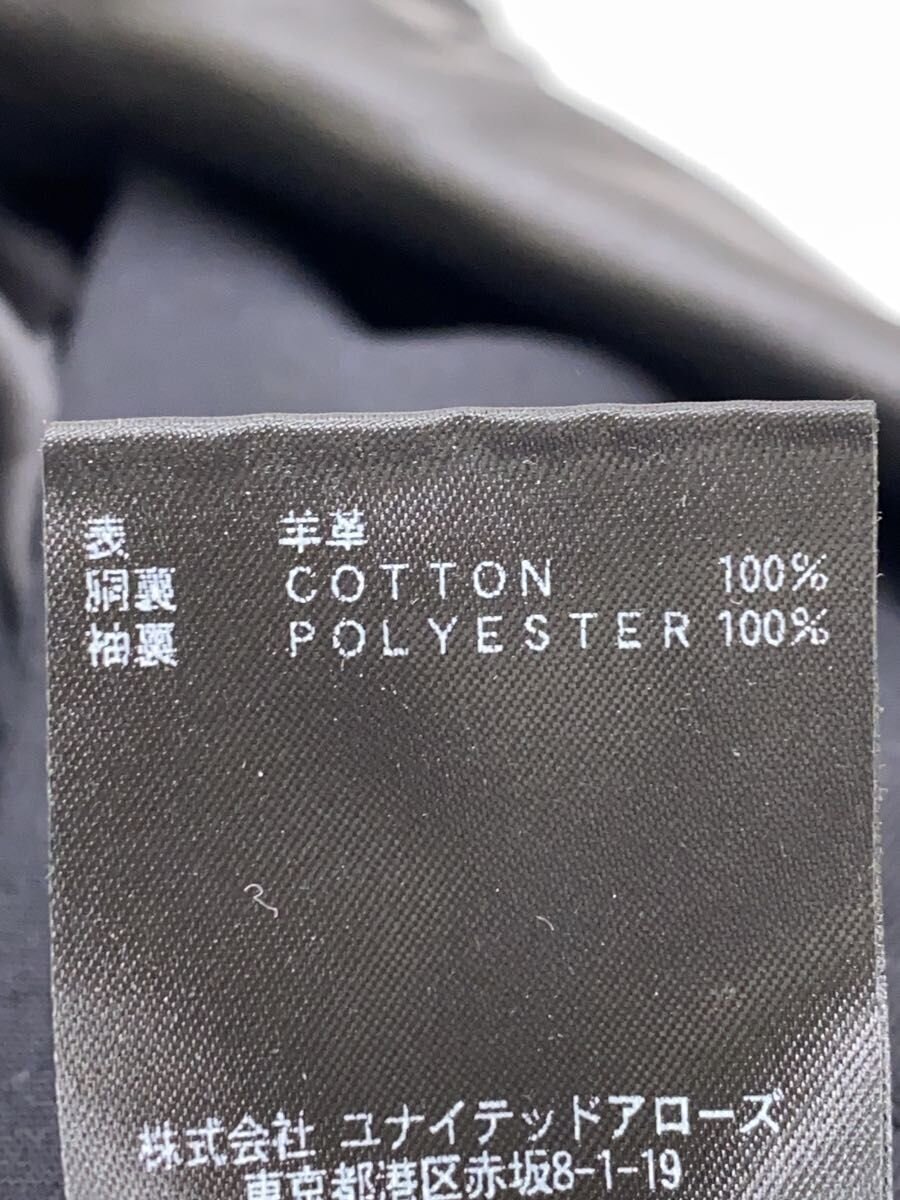 表 羊革
胴裏 COTTON 100%
袖裏 POLYESTER 100%
株式会社 ユナイテッドアローズ
東京都港区赤坂8-1-19